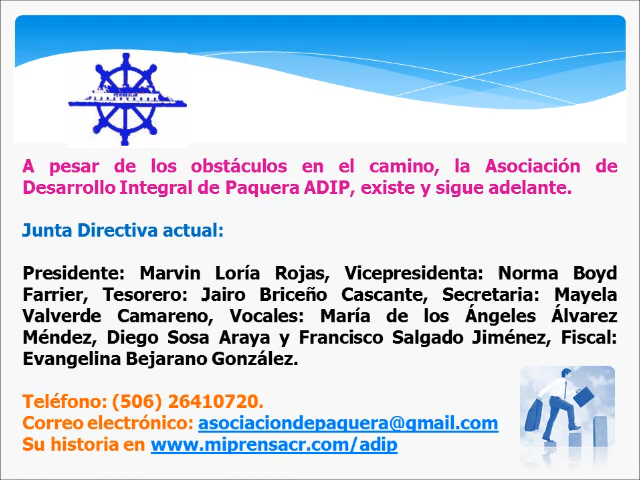 A pesar de los obstáculos en el camino, la Asociación de
Desarrollo Integral de Paquera ADIP, existe y sigue adelante.
Junta Directiva actual:
Presidente: Marvin Loría Rojas, Vicepresidenta: Norma Boyd
Farrier, Tesorero: Jairo Briceño Cascante, Secretaria: Mayela
Valverde Camareno, Vocales: María de los Ángeles Álvarez
Méndez, Diego Sosa Araya y Francisco Salgado Jiménez, Fiscal:
Evangelina Bejarano González.
Teléfono: (506) 26410720.
Correo electrónico: asociaciondepaquera@gmail.com
Su historia en www.miprensacr.com/adip